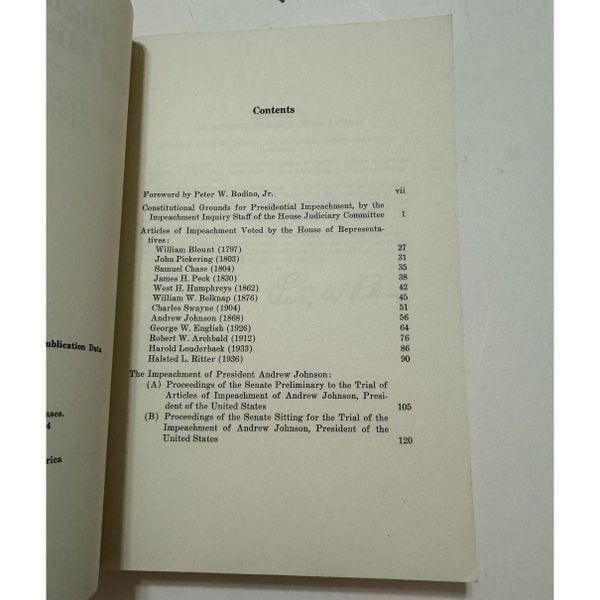 Contents
Foreword by Peter W. Rodino, Jr. vii
Constitutional Grounds for Presidential Impeachment, by the
Impeachment Inquiry Staff of the House Judiciary Committee 1
Articles of Impeachment Voted by the House of Representa-
tives:
William Blount (1797) 27
John Pickering (1803) 31
Samuel Chase (1804) 35
James H. Peck (1830) 38
West H. Humphreys (1862) 42
William W. Belknap (1876) 45
Charles Swayne (1904) 51
Andrew Johnson (1868) 56
George W. English (1926) 64
Robert W. Archbald (1912) 76
Harold Louderback (1933) 86
Halsted L. Ritter (1936) 90
The Impeachment of President Andrew Johnson:
(A) Proceedings of the Senate Preliminary to the Trial of
Articles of Impeachment of Andrew Johnson, Presi-
dent of the United States 105
(B) Proceedings of the Senate Sitting for the Trial of the
Impeachment of Andrew Johnson, President of the
United States 120
ublication Data
ases.
4
erica